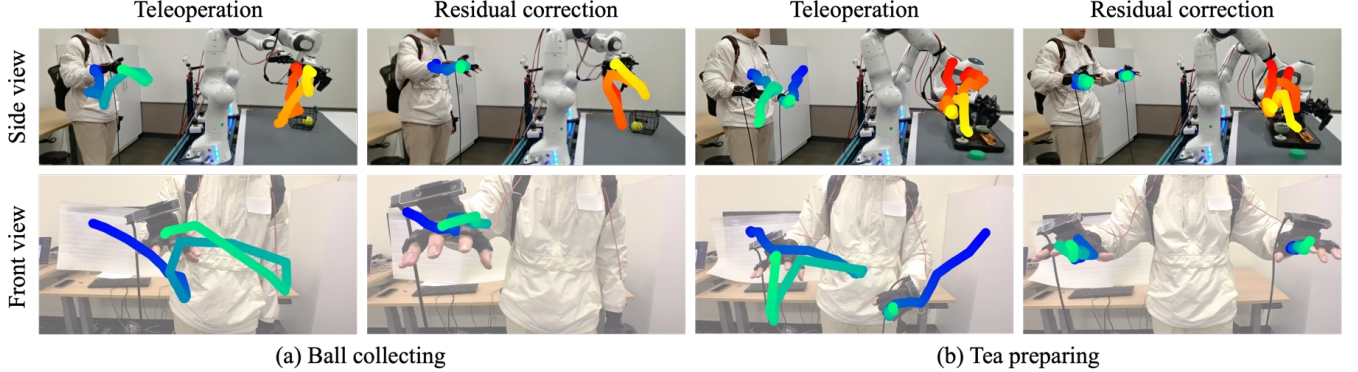 Teleoperation Residual correction Teleoperation Residual correction
Side view
Front view
(a) Ball collecting (b) Tea preparing